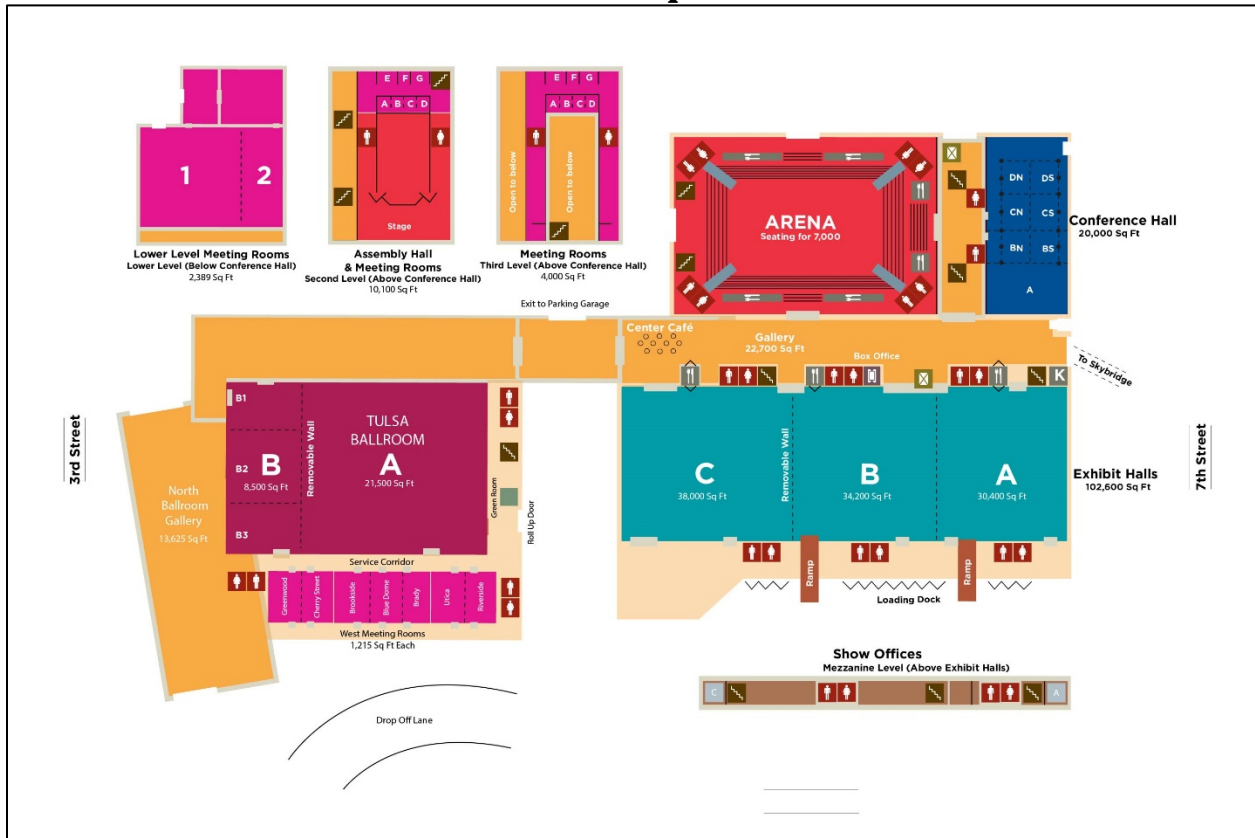 E F G
A B C D
Stage
Assembly Hall
& Meeting Rooms
Second Level (Above Conference Hall)
10,100 Sq Ft
1
2
Lower Level Meeting Rooms
Lower Level (Below Conference Hall)
2,389 Sq Ft
E F G
A B C D
Open to below
Open to below
Meeting Rooms
Third Level (Above Conference Hall)
4,000 Sq Ft
ARENA
Seating for 7,000
DN DS
CN CS
BN BS
A
Conference Hall
20,000 Sq Ft
Exit to Parking Garage
Center Café
Gallery
22,700 Sq Ft
Box Office
K
To Skybridge
3rd Street
North
Ballroom
Gallery
13,625 Sq Ft
B1
B2
B3
B
8,500 Sq Ft
Removable Wall
TULSA
BALLROOM
A
21,500 Sq Ft
Green Room
Roll Up Door
Service Corridor
Greenwood
Cherry Street
Brookside
Blue Dome
Brady
Utica
Riverside
West Meeting Rooms
1,215 Sq Ft Each
Drop Off Lane
C
38,000 Sq Ft
Removable Wall
B
34,200 Sq Ft
A
30,400 Sq Ft
Exhibit Halls
102,600 Sq Ft
7th Street
Ramp
Ramp
Loading Dock
Show Offices
Mezzanine Level (Above Exhibit Halls)
C
A